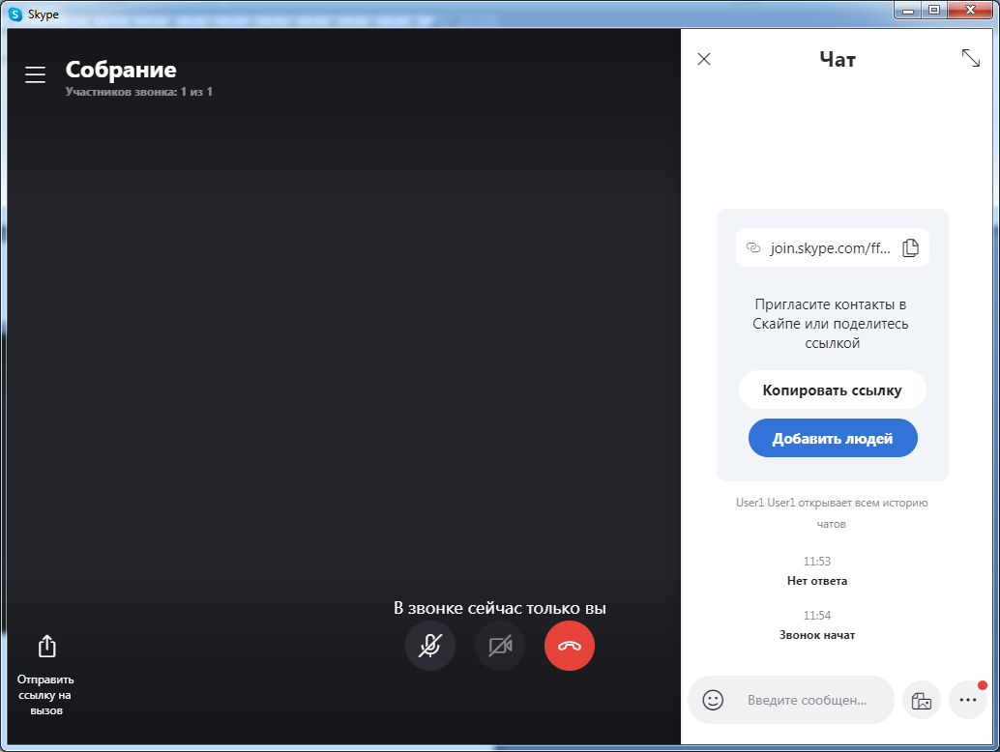 Skype
Собрание
Участников звонка: 1 из 1
В звонке сейчас только вы
Отправить
ссылку на
вызов
Чат
join.skype.com/ff...
Пригласите контакты в
Скайпе или поделитесь
ссылкой
Копировать ссылку
Добавить людей
User1 User1 открывает всем историю
чатов
11:53
Нет ответа
11:54
Звонок начат
Введите сообщен...